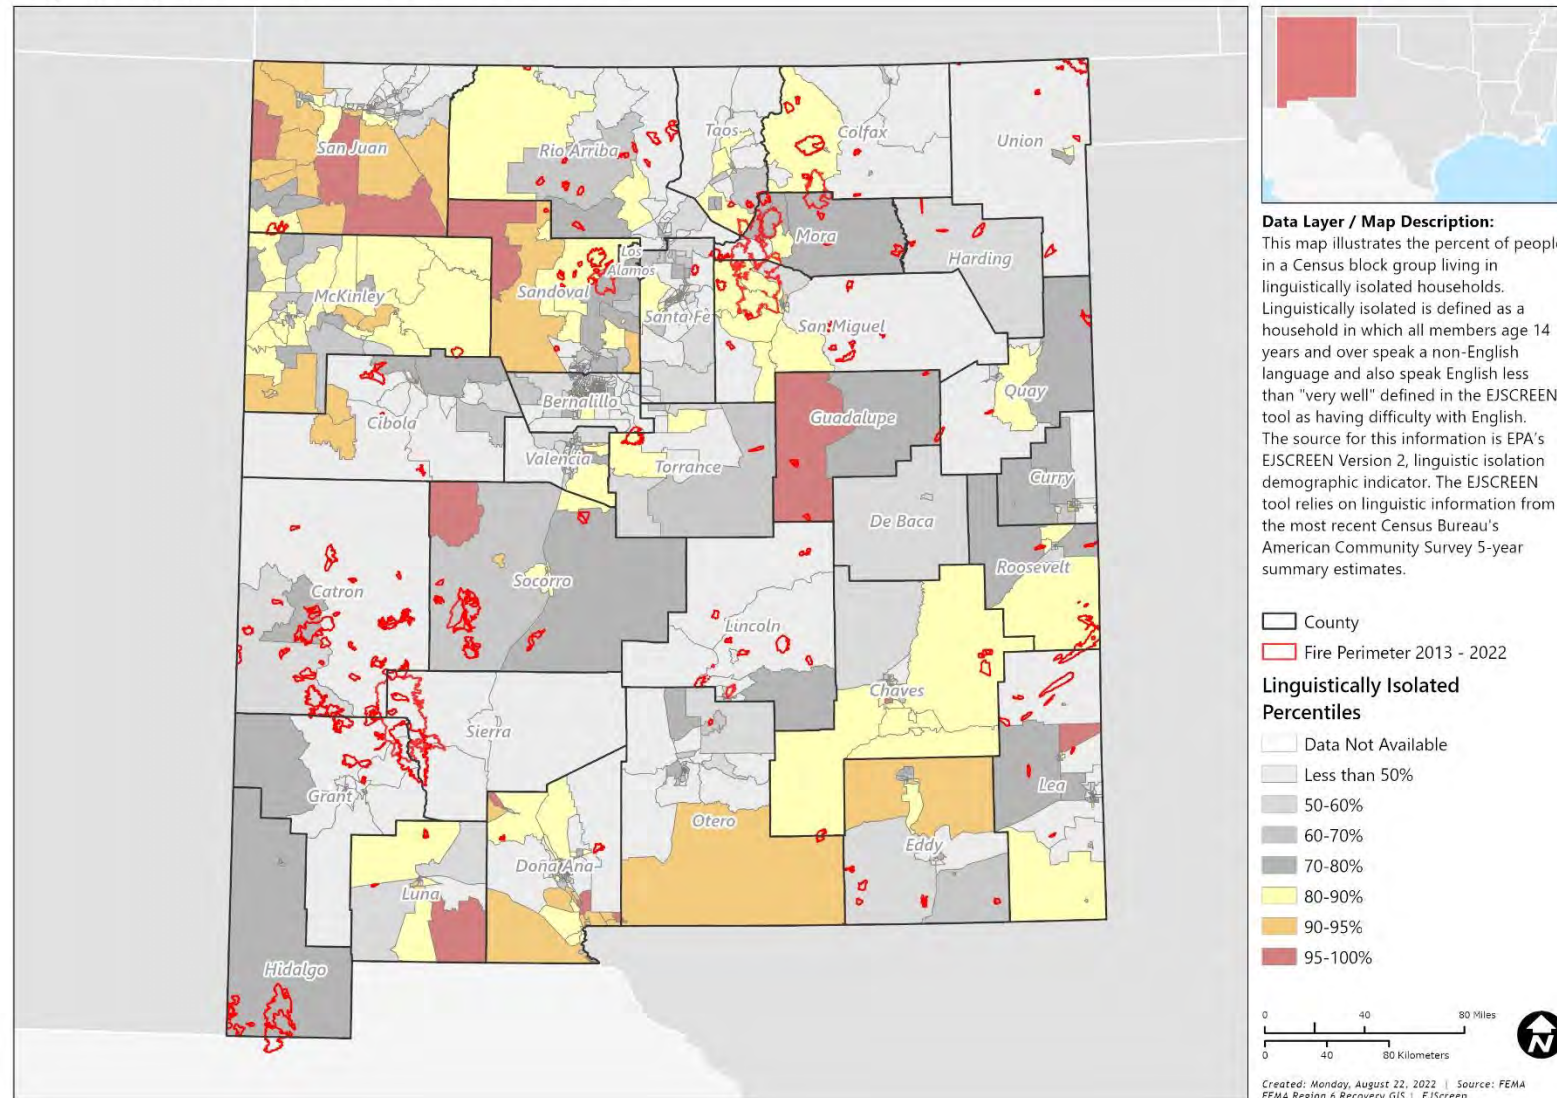 San Juan
Rio Arriba
Taos
Colfax
Union
Mora
Harding
Los
Alamos
McKinley
Sandoval
Santa Fe
San Miguel
Quay
Cibola
Bernalillo
Guadalupe
Valencia
Torrance
Curry
De Baca
Roosevelt
Catron
Socorro
Lincoln
Chaves
Sierra
Grant
Otero
Lea
Eddy
Doña Ana
Luna
Hidalgo
Data Layer / Map Description:
This map illustrates the percent of people
in a Census block group living in
linguistically isolated households.
Linguistically isolated is defined as a
household in which all members age 14
years and over speak a non-English
language and also speak English less
than "very well" defined in the EJSCREEN
tool as having difficulty with English.
The source for this information is EPA's
EJSCREEN Version 2, linguistic isolation
demographic indicator. The EJSCREEN
tool relies on linguistic information from
the most recent Census Bureau's
American Community Survey 5-year
summary estimates.
County
Fire Perimeter 2013 - 2022
Linguistically Isolated
Percentiles
Data Not Available
Less than 50%
50-60%
60-70%
70-80%
80-90%
90-95%
95-100%
0 40 80 Miles
0 40 80 Kilometers
N
Created: Monday, August 22, 2022 | Source: FEMA
FEMA Region 6 Recovery GIS | EJScreen